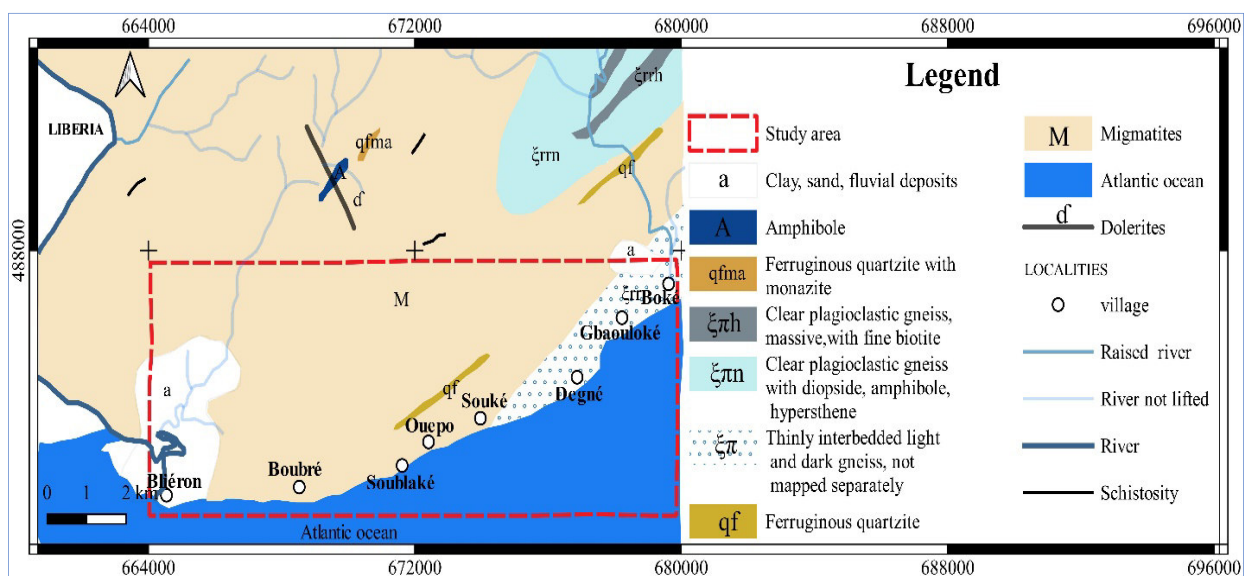 664000
672000
680000
688000
696000
488000
LIBERIA
qfma
A
ɗ
ξrrh
ξrrn
qf
a
M
ξrr
Boké
Gbaouloké
Degné
qf
Souké
Ouepo
Soublaké
Boubré
a
Bliéron
0 1 2 km
Atlantic ocean
Legend
Study area
a
Clay, sand, fluvial deposits
A
Amphibole
qfma
Ferruginous quartzite with
monazite
ξπh
Clear plagioclastic gneiss,
massive,with fine biotite
ξπn
Clear plagioclastic gneiss
with diopside, amphibole,
hypersthene
ξπ
Thinly interbedded light
and dark gneiss, not
mapped separately
qf
Ferruginous quartzite
M
Migmatites
Atlantic ocean
ɗ
Dolerites
LOCALITIES
village
Raised river
River not lifted
River
Schistosity
664000
672000
680000
688000
696000